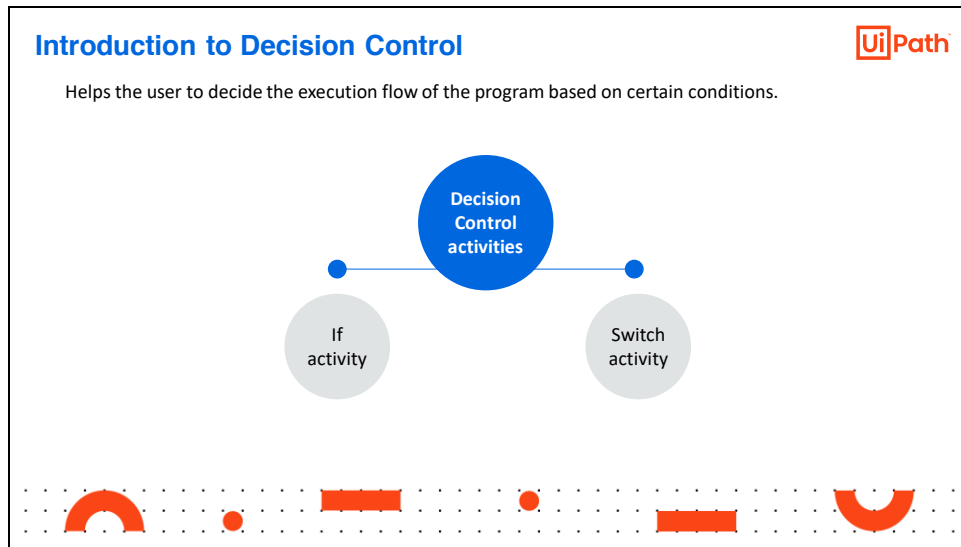 Introduction to Decision Control
UiPath
Helps the user to decide the execution flow of the program based on certain conditions.
Decision
Control
activities
If
activity
Switch
activity